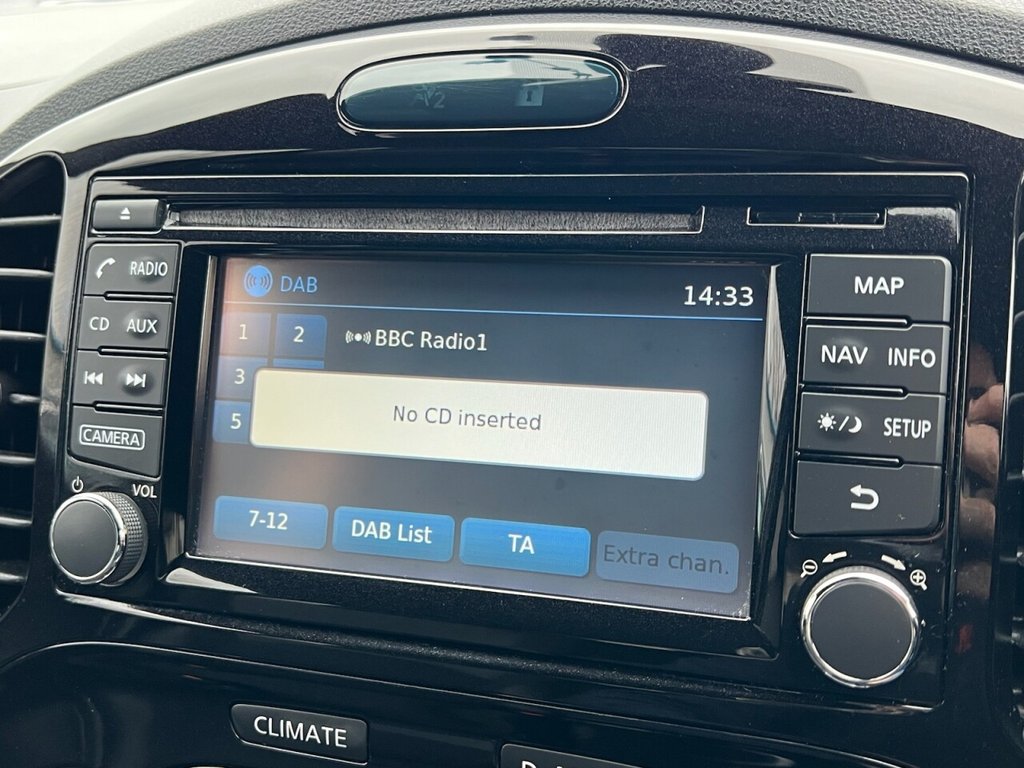 2
RADIO
CD AUX
CAMERA
VOL
DAB
14:33
1 2
BBC Radio1
3
No CD inserted
5
7-12 DAB List TA Extra chan.
MAP
NAV INFO
SETUP
CLIMATE